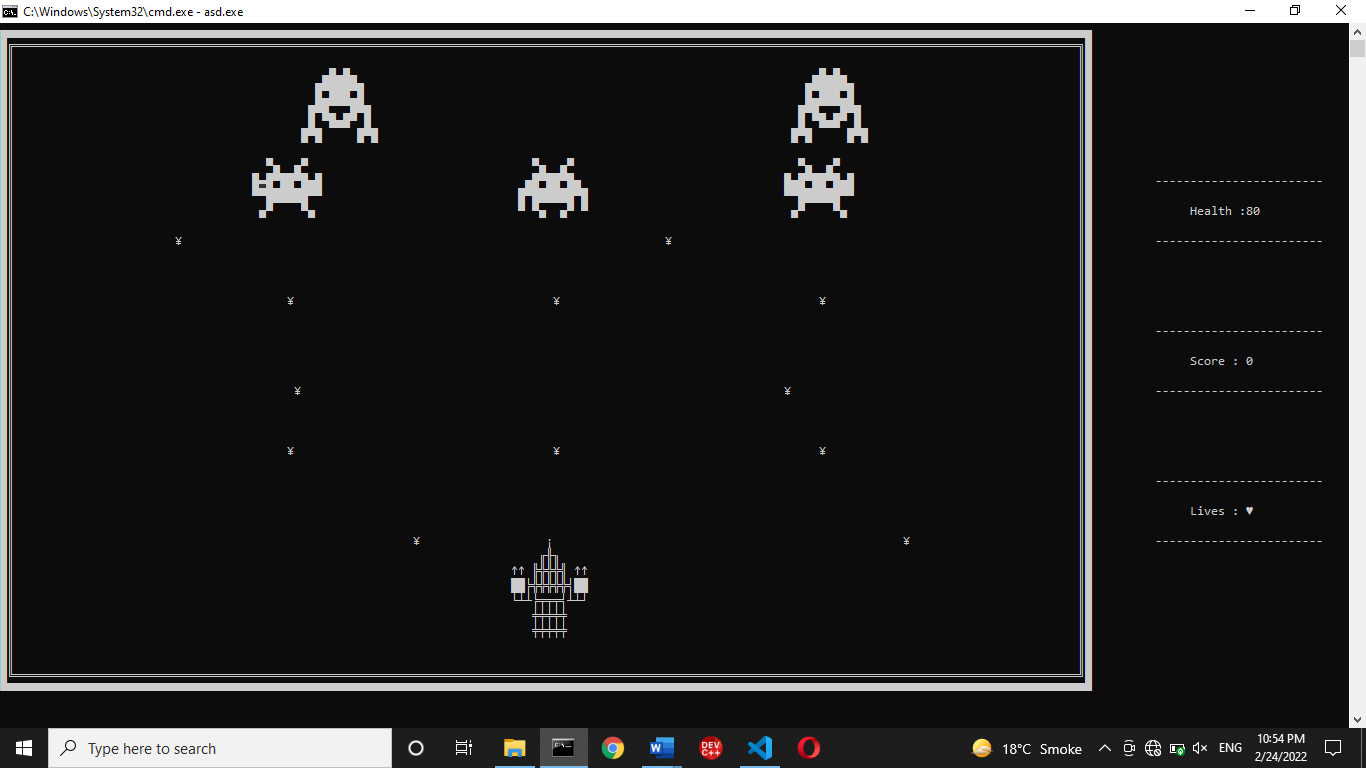 C:\Windows\System32\cmd.exe - asd.exe
------------------------
Health :80
------------------------
¥ ¥
¥ ¥ ¥
------------------------
Score : 0
------------------------
¥ ¥
¥ ¥ ¥
------------------------
Lives : ♥
------------------------
¥ ¥
↑↑ ↑↑
Type here to search
W
DEV
C++
18°C Smoke
ENG
10:54 PM
2/24/2022